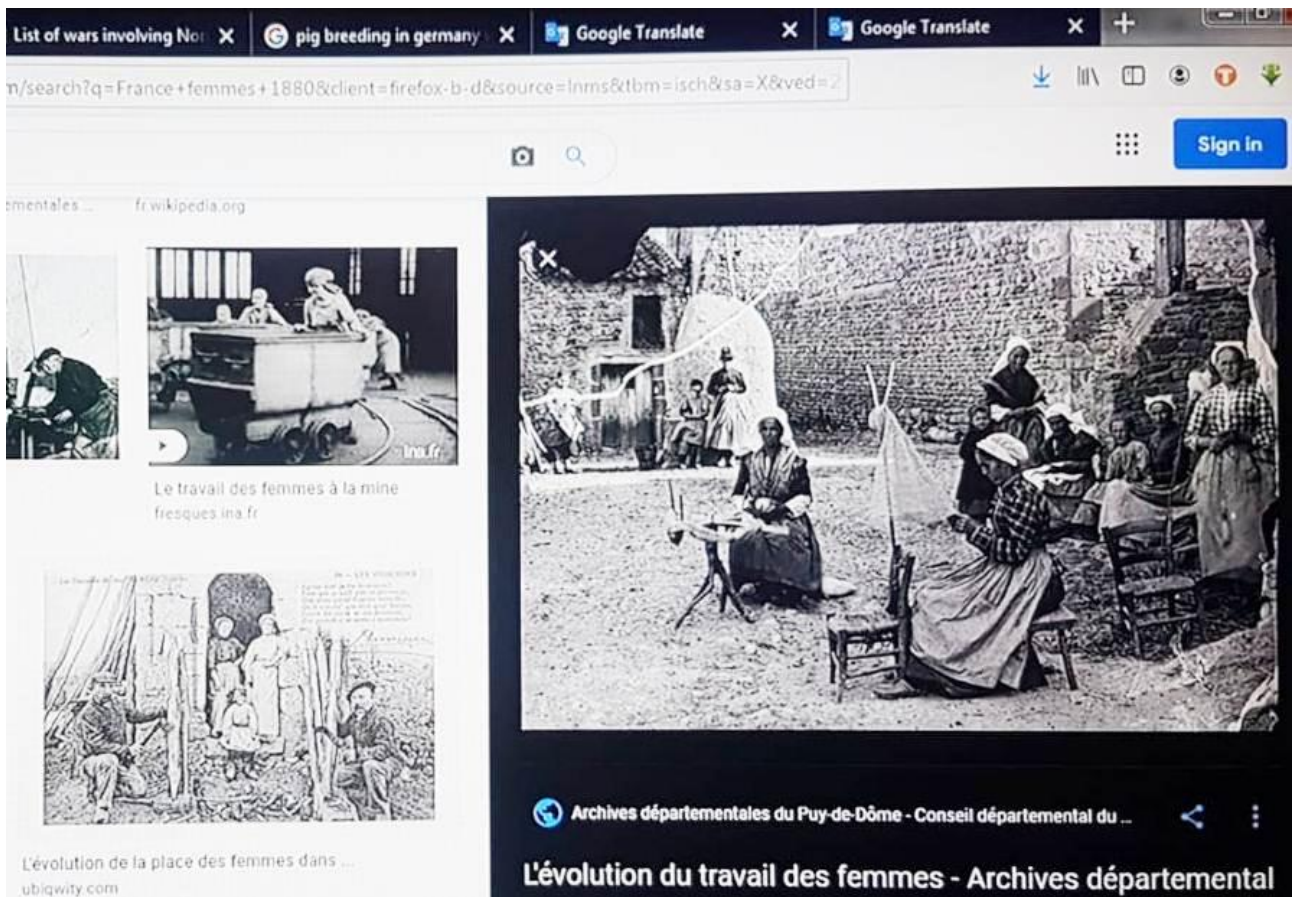 List of wars involving Nor
pig breeding in germany
Google Translate
Google Translate
n/search?q=France+femmes+1880&client=firefox-b-d&source=lnms&tbm=isch&sa=X&ved=2
Sign in
ementales ...
fr.wikipedia.org
ina.fr
Le travail des femmes à la mine
fresques.ina.fr
LES VOSGES
L'évolution de la place des femmes dans ...
ubiqwity.com
Archives départementales du Puy-de-Dôme - Conseil départemental du ...
L'évolution du travail des femmes - Archives départemental